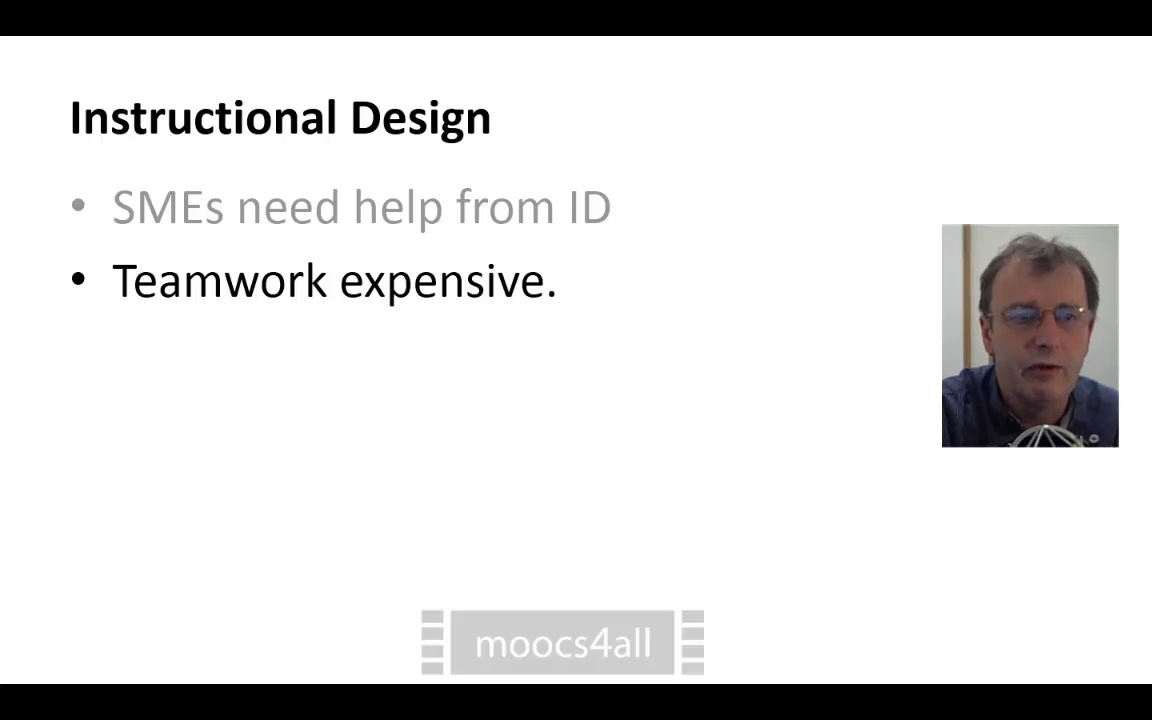 Instructional Design
• SMEs need help from ID
• Teamwork expensive.
moocs4all